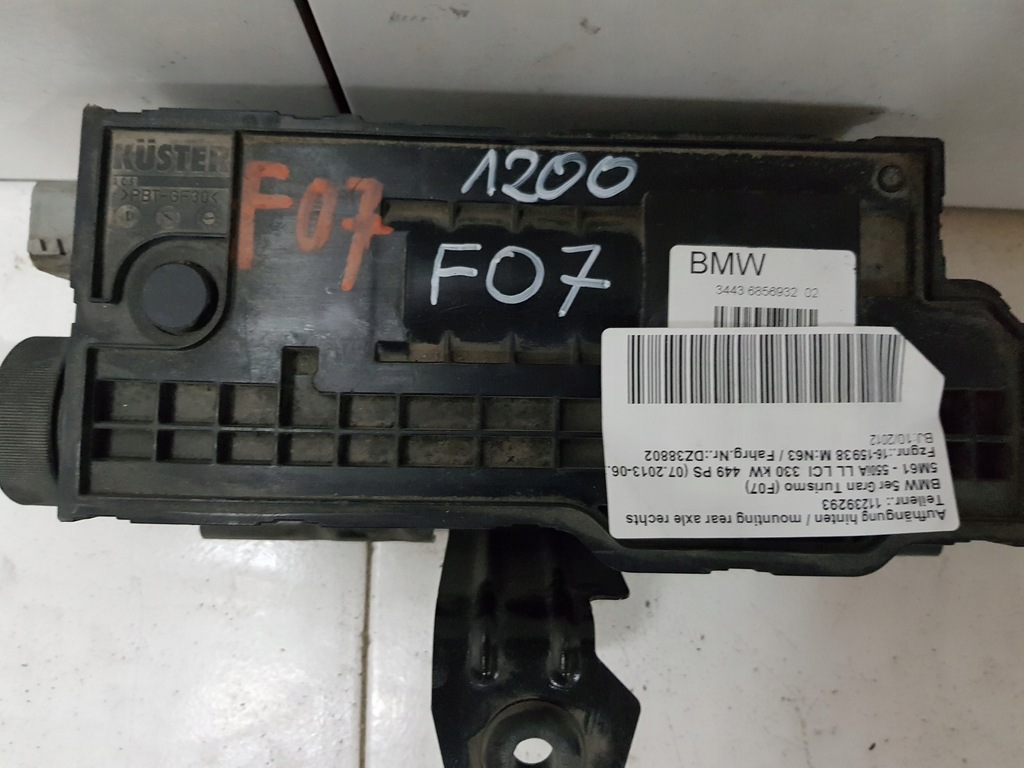 KÜSTER
>PBT-GF30<
F07
1200
F07
BMW
3443 6856932 02
Aufhängung hinten / mounting rear axle rechts
Teilenr.: 11239293
BMW 5er Gran Turismo (F07)
5M61 - 550iA LL LCI 330 kW 449 PS (07.2013-06.
Fzgnr.:16-15938 M:N63 / Fahrg.Nr.:DZ38802
BJ:10/2012